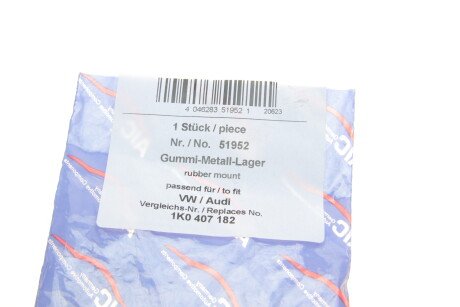 4 046283 51952 1 20623
1 Stück / piece
Nr. / No. 51952
Gummi-Metall-Lager
rubber mount
passend für / to fit
VW / Audi
Vergleichs-Nr. / Replaces No.
1K0 407 182